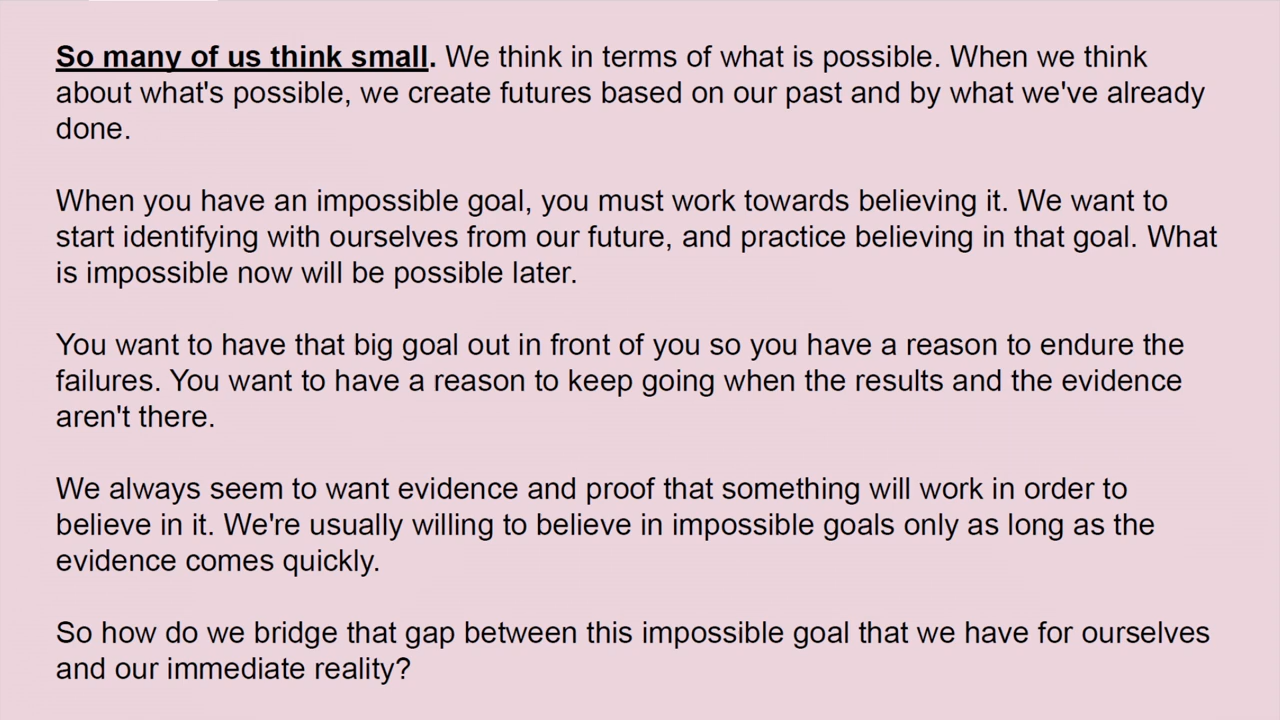 So many of us think small. We think in terms of what is possible. When we think
about what's possible, we create futures based on our past and by what we've already
done.
When you have an impossible goal, you must work towards believing it. We want to
start identifying with ourselves from our future, and practice believing in that goal. What
is impossible now will be possible later.
You want to have that big goal out in front of you so you have a reason to endure the
failures. You want to have a reason to keep going when the results and the evidence
aren't there.
We always seem to want evidence and proof that something will work in order to
believe in it. We're usually willing to believe in impossible goals only as long as the
evidence comes quickly.
So how do we bridge that gap between this impossible goal that we have for ourselves
and our immediate reality?